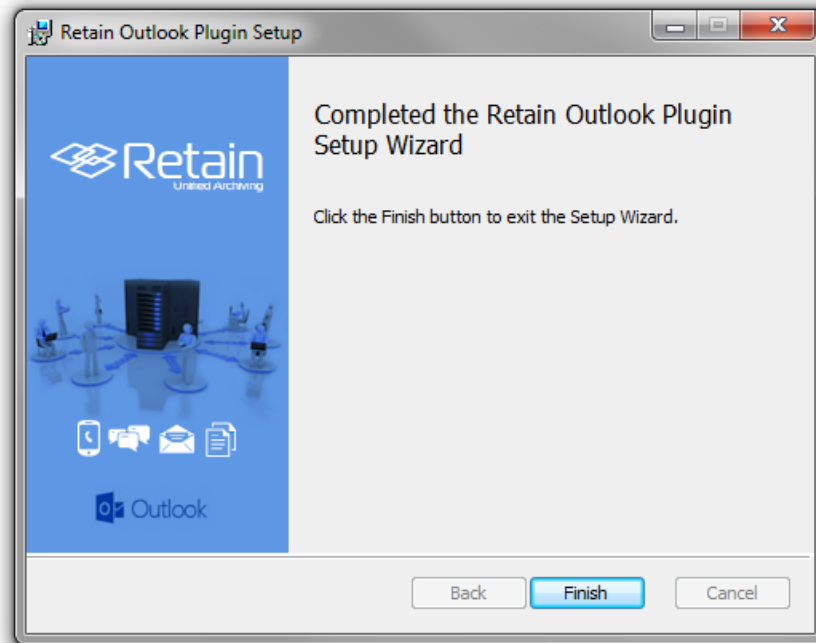 Retain Outlook Plugin Setup
Retain
Unified Archiving
Completed the Retain Outlook Plugin
Setup Wizard
Click the Finish button to exit the Setup Wizard.
Outlook
Back
Finish
Cancel